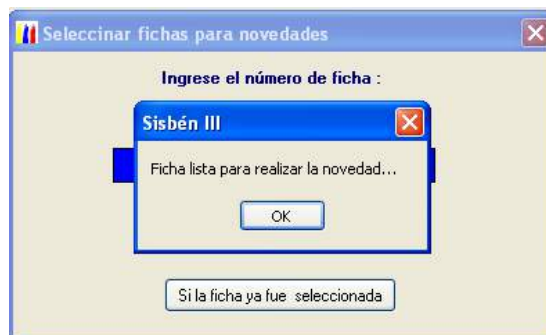 Seleccinar fichas para novedades
Ingrese el número de ficha :
Sisbén III
Ficha lista para realizar la novedad...
OK
Si la ficha ya fue seleccionada